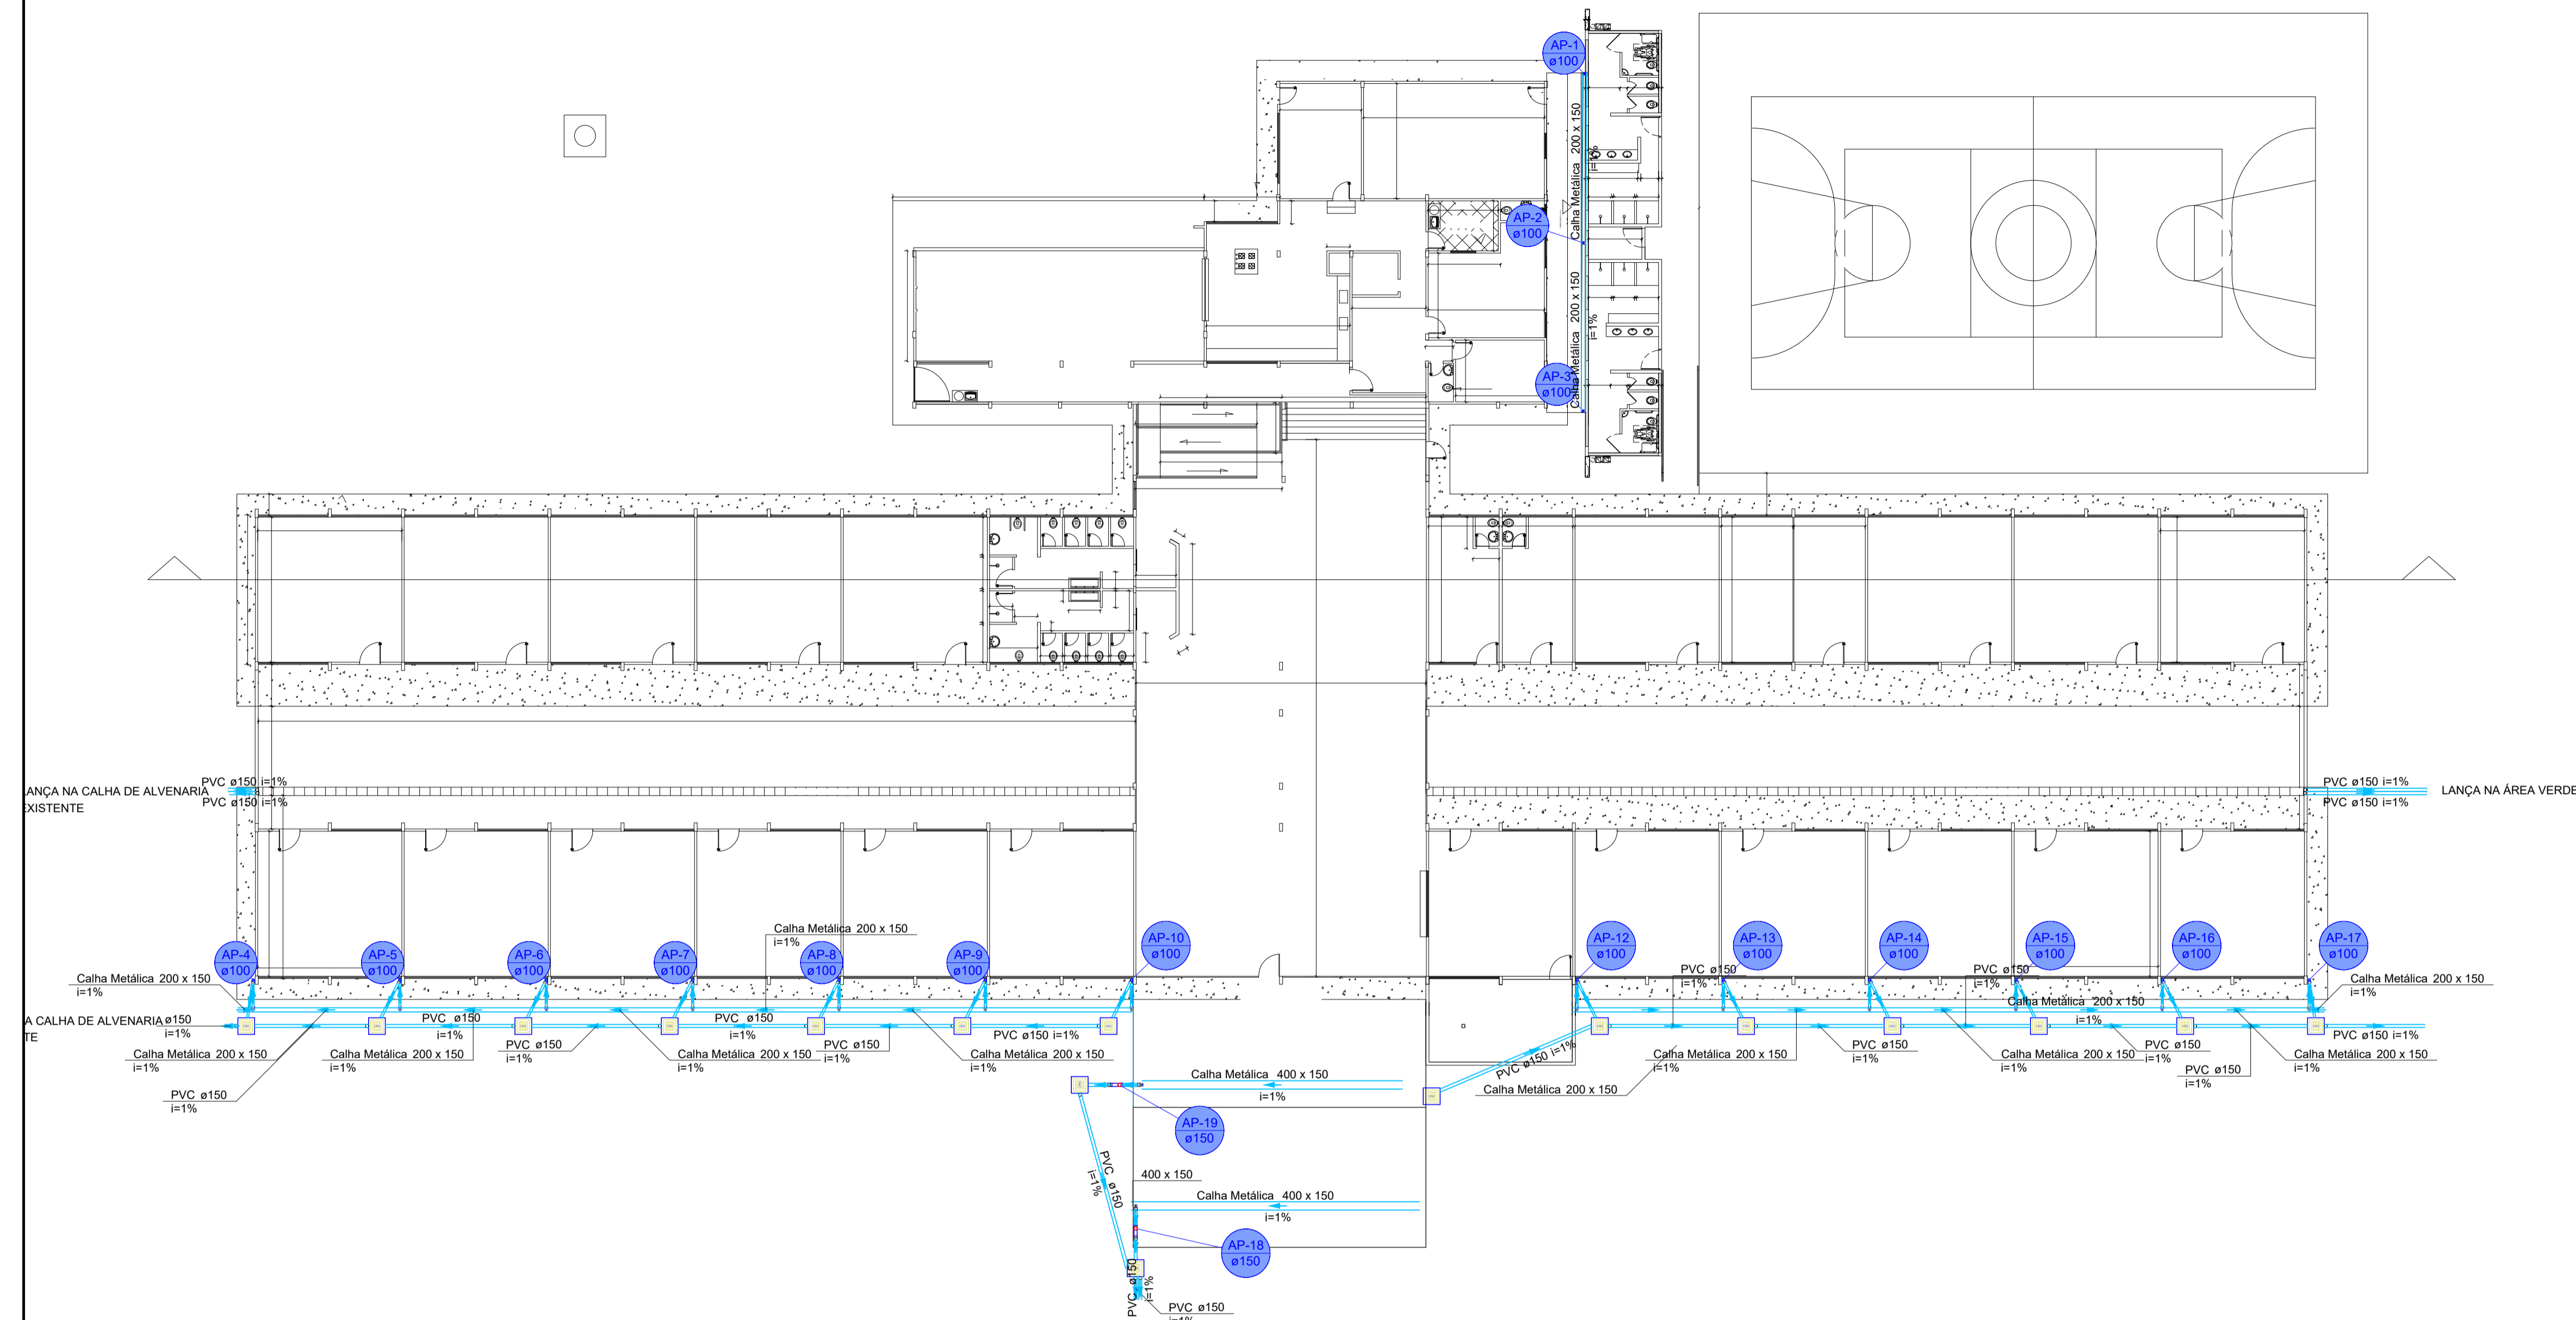 AP-1
ø100
Calha Metálica 200 x 150
i=1%
AP-2
ø100
Calha Metálica 200 x 150
i=1%
AP-3
ø100
PVC ø150 i=1%
LANÇA NA CALHA DE ALVENARIA
PVC ø150 i=1%
EXISTENTE
PVC ø150 i=1%
LANÇA NA ÁREA VERDE
PVC ø150 i=1%
Calha Metálica 200 x 150
i=1%
AP-4
ø100
AP-5
ø100
AP-6
ø100
AP-7
ø100
AP-8
ø100
AP-9
ø100
AP-10
ø100
AP-12
ø100
AP-13
ø100
AP-14
ø100
AP-15
ø100
AP-16
ø100
AP-17
ø100
Calha Metálica 200 x 150
i=1%
PVC ø150
i=1%
PVC ø150
i=1%
Calha Metálica 200 x 150
i=1%
Calha Metálica 200 x 150
i=1%
A CALHA DE ALVENARIA
TE
ø150
i=1%
PVC ø150
i=1%
PVC ø150
i=1%
PVC ø150 i=1%
PVC ø150 i=1%
PVC ø150
i=1%
PVC ø150
i=1%
PVC ø150
i=1%
PVC ø150
i=1%
Calha Metálica 200 x 150
i=1%
Calha Metálica 200 x 150
i=1%
Calha Metálica 200 x 150
i=1%
Calha Metálica 200 x 150
i=1%
Calha Metálica 200 x 150
i=1%
Calha Metálica 200 x 150
i=1%
Calha Metálica 200 x 150
i=1%
PVC ø150
i=1%
PVC ø150
i=1%
PVC ø150 i=1%
Calha Metálica 200 x 150
Calha Metálica 400 x 150
i=1%
AP-19
ø150
PVC ø150
i=1%
400 x 150
Calha Metálica 400 x 150
i=1%
AP-18
ø150
PVC ø150
i=1%
PVC ø150
i=1%